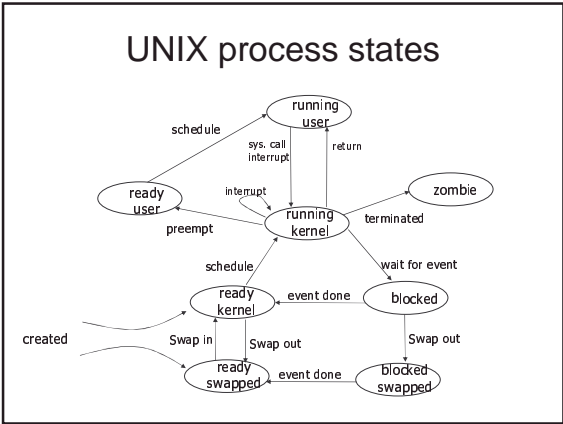 UNIX process states
running
user
schedule
sys. call
interrupt
return
ready
user
interrupt
zombie
running
kernel
terminated
preempt
schedule
wait for event
ready
kernel
event done
blocked
created
Swap in
Swap out
Swap out
ready
swapped
event done
blocked
swapped